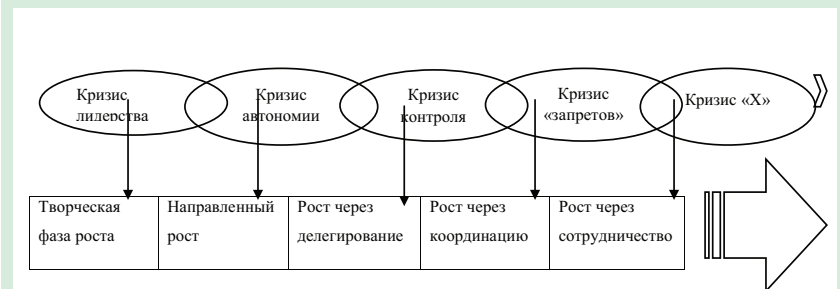 Кризис
лидерства
Кризис
автономии
Кризис
контроля
Кризис
«запретов»
Кризис «X»
Творческая
фаза роста
Направленный
рост
Рост через
делегирование
Рост через
координацию
Рост через
сотрудничество